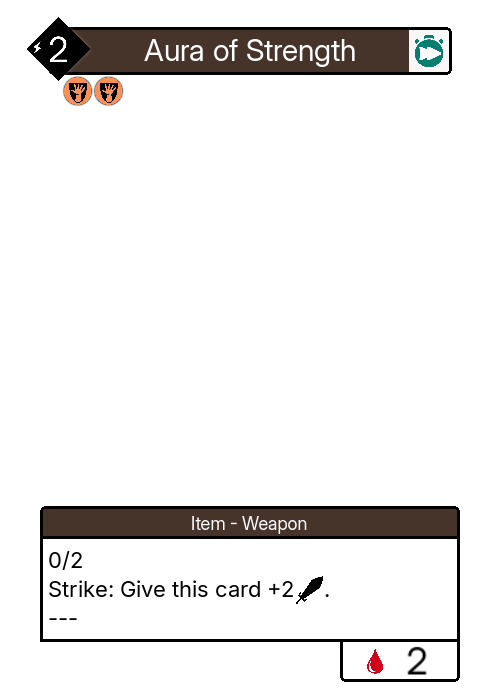 2
Aura of Strength
Item - Weapon
0/2
Strike: Give this card +2.
---
2